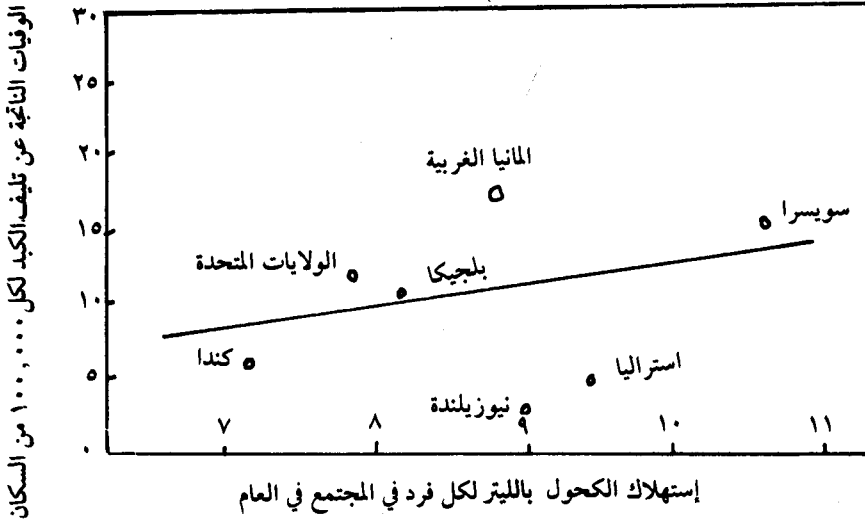 الوفيات الناتجة عن تليف الكبد لكل ١٠٠,٠٠٠ من السكان
٣٠
٢٥
٢٠
١٥
١٠
٥
٠
المانيا الغربية
سويسرا
الولايات المتحدة
بلجيكا
كندا
استراليا
نيوزيلندة
٧
٨
٩
١٠
١١
إستهلاك الكحول بالليتر لكل فرد في المجتمع في العام